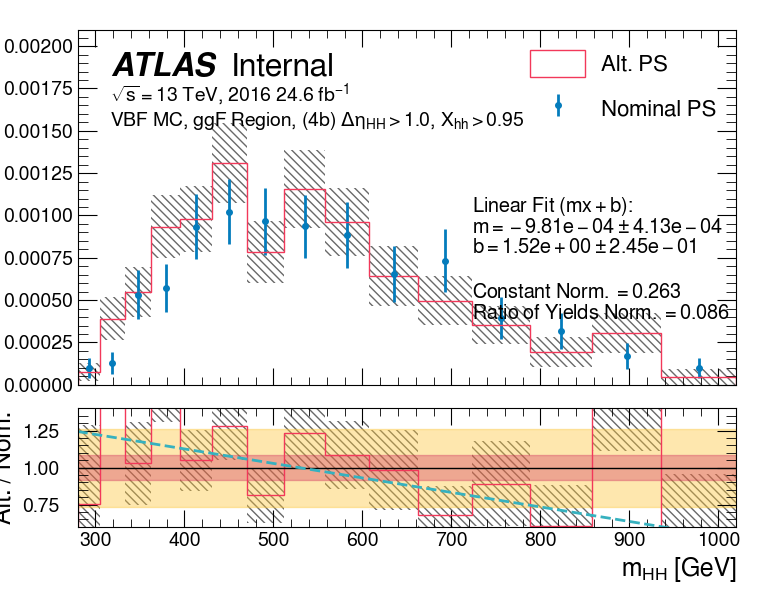 ATLAS Internal
√s = 13 TeV, 2016 24.6 fb⁻¹
VBF MC, ggF Region, (4b) Δη_HH > 1.0, X_hh > 0.95
Alt. PS
Nominal PS
Linear Fit (mx + b):
m = −9.81e−04 ± 4.13e−04
b = 1.52e+00 ± 2.45e−01
Constant Norm. = 0.263
Ratio of Yields Norm. = 0.086
0.00200
0.00175
0.00150
0.00125
0.00100
0.00075
0.00050
0.00025
0.00000
Alt. / Nom.
1.25
1.00
0.75
300 400 500 600 700 800 900 1000
m_HH [GeV]